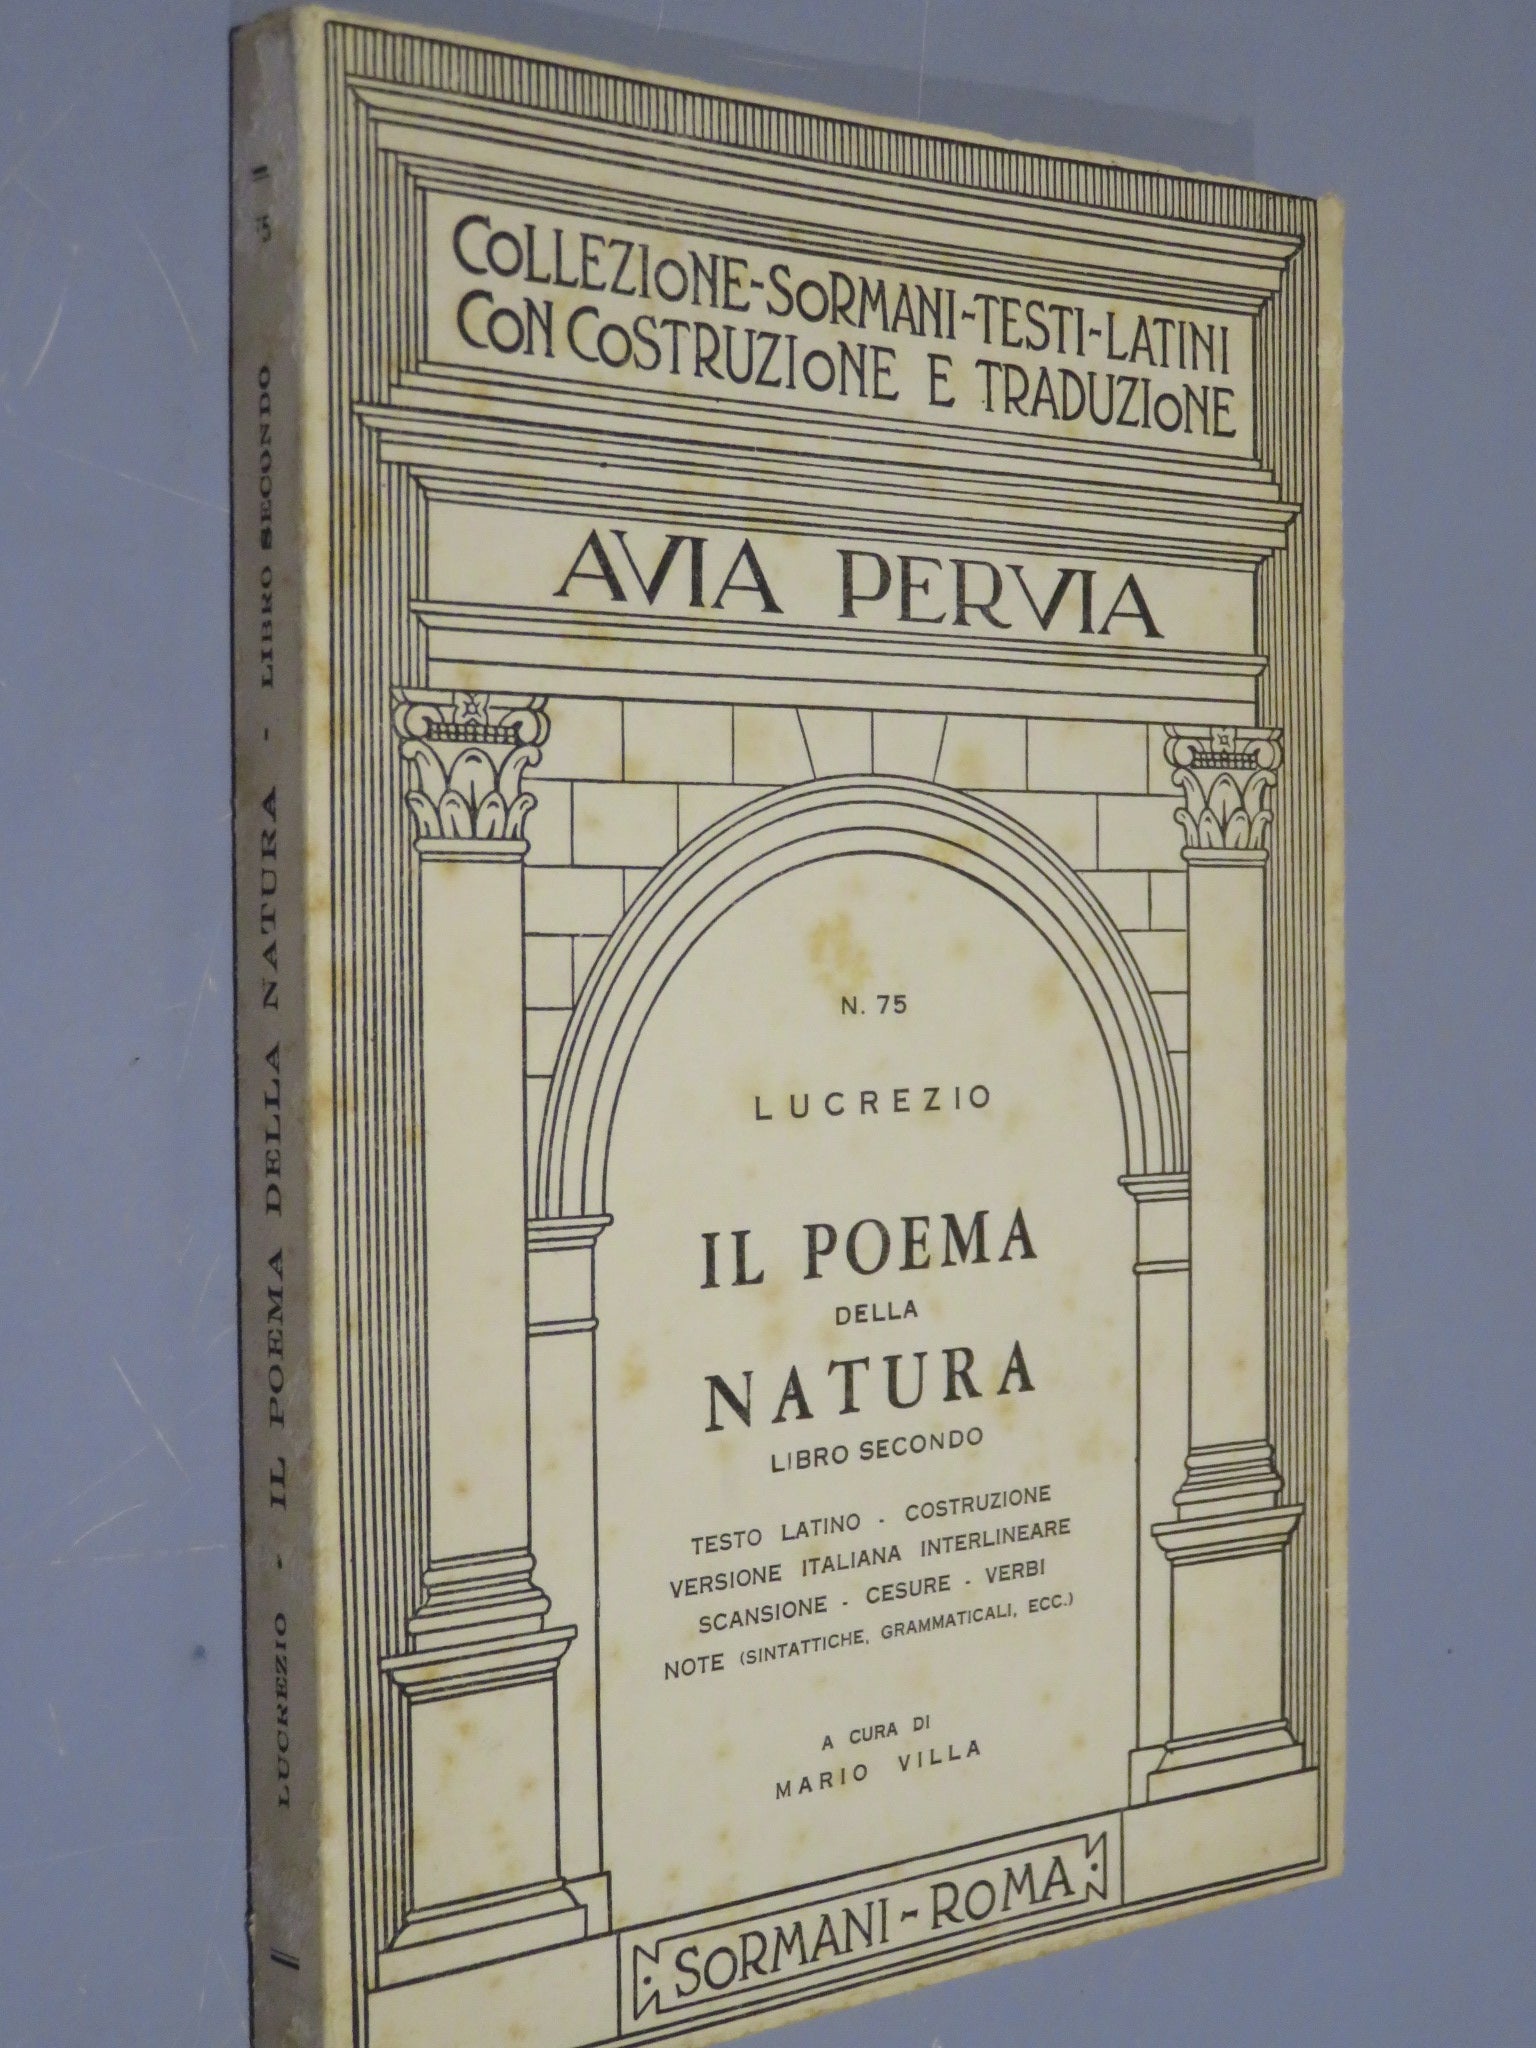 COLLEZIONE-SORMANI-TESTI-LATINI
CON COSTRUZIONE E TRADUZIONE
AVIA PERVIA
N. 75
LUCREZIO
IL POEMA
DELLA
NATURA
LIBRO SECONDO
TESTO LATINO - COSTRUZIONE
VERSIONE ITALIANA INTERLINEARE
SCANSIONE - CESURE - VERBI
NOTE (SINTATTICHE, GRAMMATICALI, ECC.)
A CURA DI
MARIO VILLA
SORMANI-ROMA
LUCREZIO - IL POEMA DELLA NATURA - LIBRO SECONDO